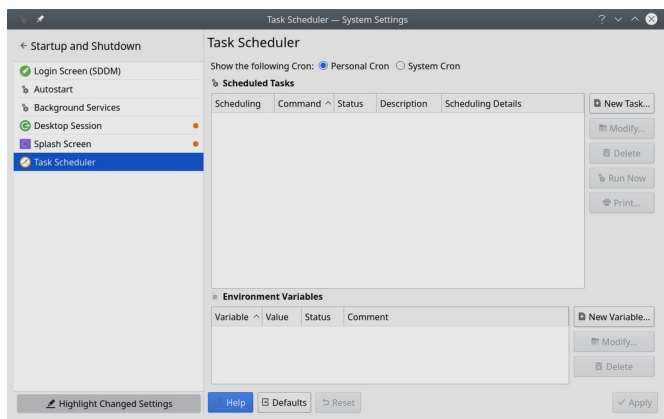 Task Scheduler — System Settings
Startup and Shutdown
Login Screen (SDDM)
Autostart
Background Services
Desktop Session
Splash Screen
Task Scheduler
Highlight Changed Settings
Task Scheduler
Show the following Cron: Personal Cron System Cron
Scheduled Tasks
Scheduling Command Status Description Scheduling Details
New Task...
Modify...
Delete
Run Now
Print...
Environment Variables
Variable Value Status Comment
New Variable...
Modify...
Delete
Help Defaults Reset Apply